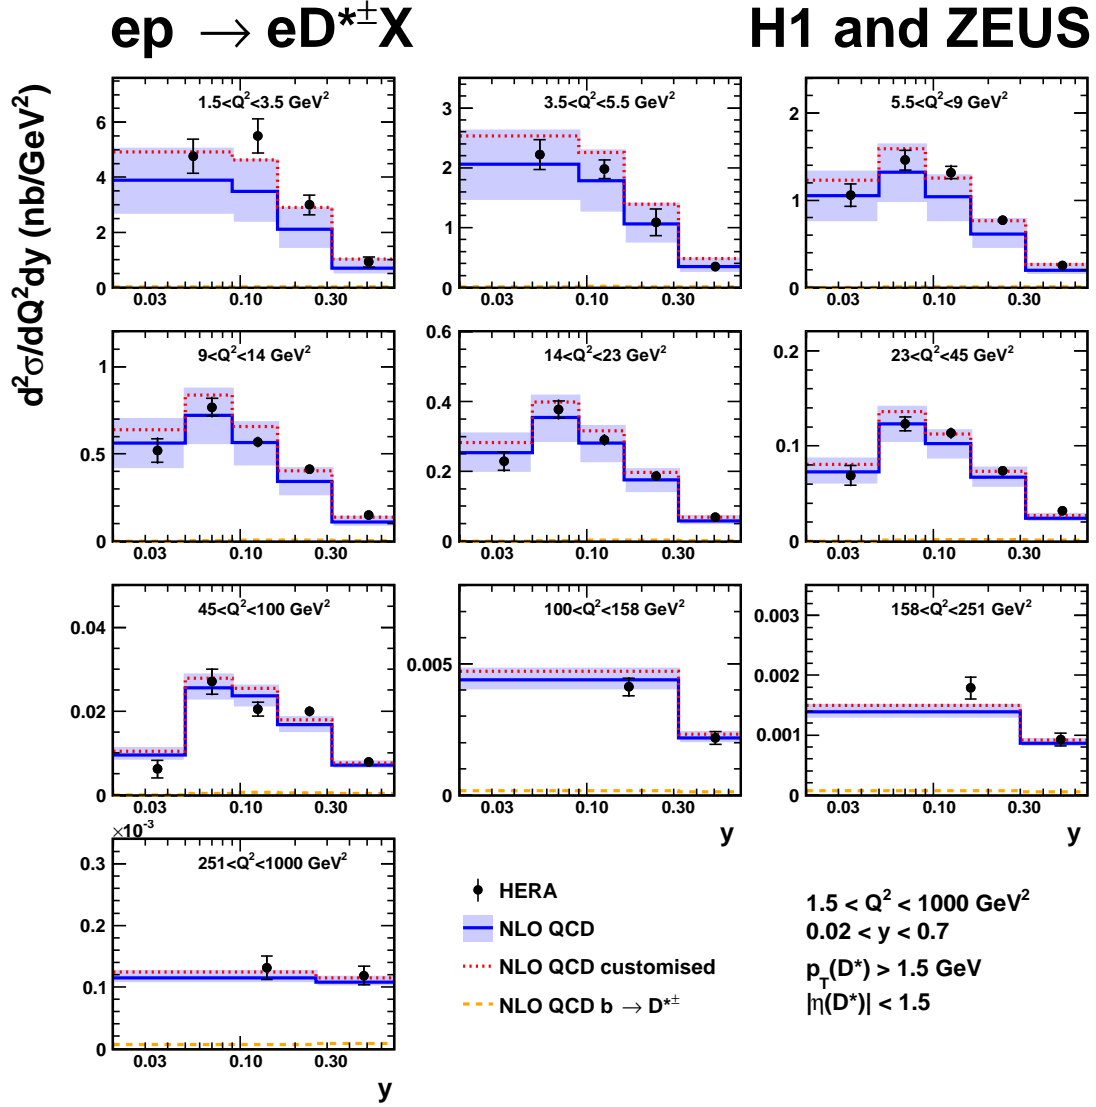 ep → eD*±X
H1 and ZEUS
d²σ/dQ²dy (nb/GeV²)
1.5<Q²<3.5 GeV²
6
4
2
0
0.03 0.10 0.30
3.5<Q²<5.5 GeV²
3
2
1
0
0.03 0.10 0.30
5.5<Q²<9 GeV²
2
1
0
0.03 0.10 0.30
9<Q²<14 GeV²
1
0.5
0
0.03 0.10 0.30
14<Q²<23 GeV²
0.6
0.4
0.2
0
0.03 0.10 0.30
23<Q²<45 GeV²
0.2
0.1
0
0.03 0.10 0.30
45<Q²<100 GeV²
0.04
0.02
0
0.03 0.10 0.30
100<Q²<158 GeV²
0.005
0
0.03 0.10 0.30
y
158<Q²<251 GeV²
0.003
0.002
0.001
0
0.03 0.10 0.30
y
×10⁻³
251<Q²<1000 GeV²
0.3
0.2
0.1
0
0.03 0.10 0.30
y
HERA
NLO QCD
NLO QCD customised
NLO QCD b → D*±
1.5 < Q² < 1000 GeV²
0.02 < y < 0.7
p_T(D*) > 1.5 GeV
|η(D*)| < 1.5